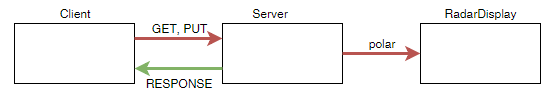 Client
Server
RadarDisplay
GET, PUT
polar
RESPONSE